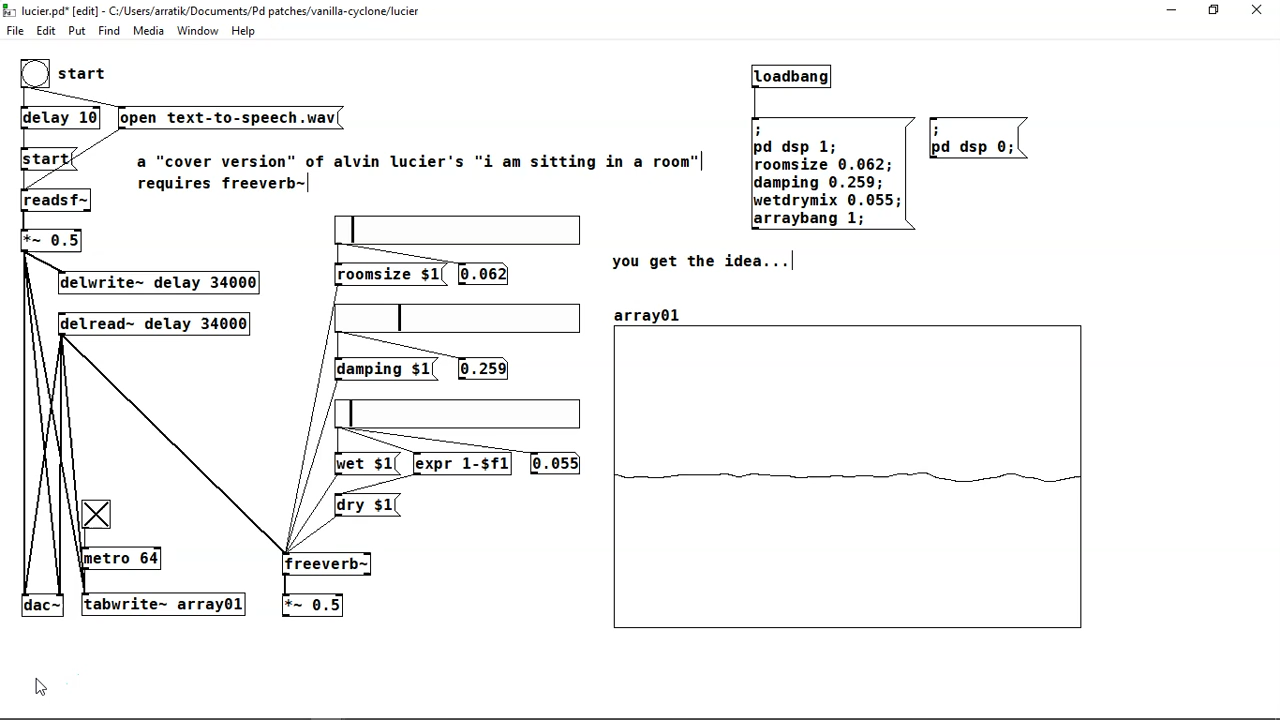 lucier.pd* [edit] - C:/Users/arratik/Documents/Pd patches/vanilla-cyclone/lucier
File Edit Put Find Media Window Help
start
delay 10
open text-to-speech.wav
start
a "cover version" of alvin lucier's "i am sitting in a room"
requires freeverb~
readsf~
*~ 0.5
delwrite~ delay 34000
delread~ delay 34000
roomsize $1
0.062
damping $1
0.259
wet $1
expr 1-$f1
0.055
dry $1
metro 64
freeverb~
dac~
tabwrite~ array01
*~ 0.5
loadbang
;
pd dsp 1;
roomsize 0.062;
damping 0.259;
wetdrymix 0.055;
arraybang 1;
;
pd dsp 0;
you get the idea...
array01